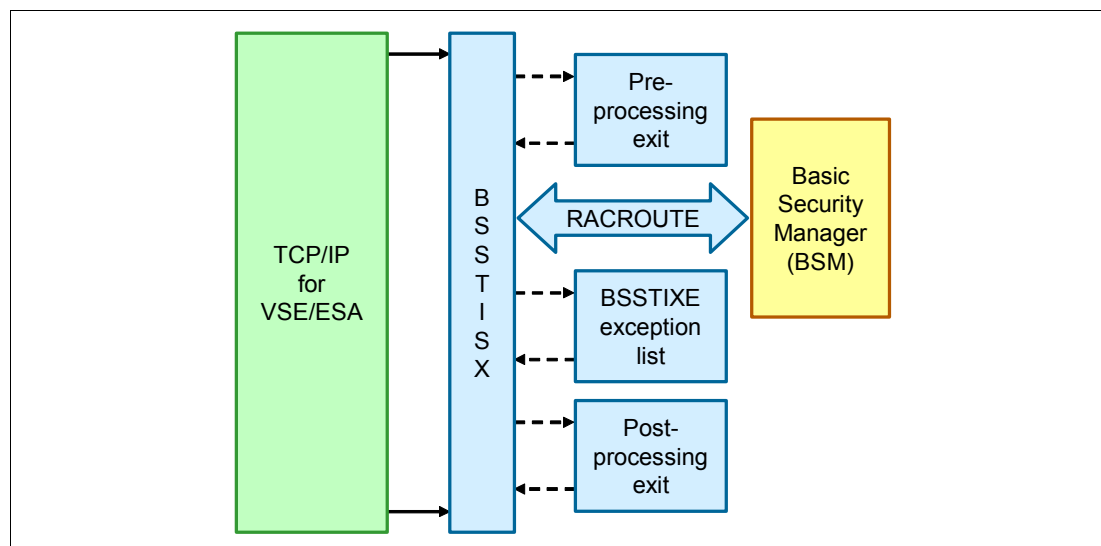 TCP/IP
for
VSE/ESA
B
S
S
T
I
S
X
Pre-
processing
exit
RACROUTE
BSSTIXE
exception
list
Post-
processing
exit
Basic
Security
Manager
(BSM)